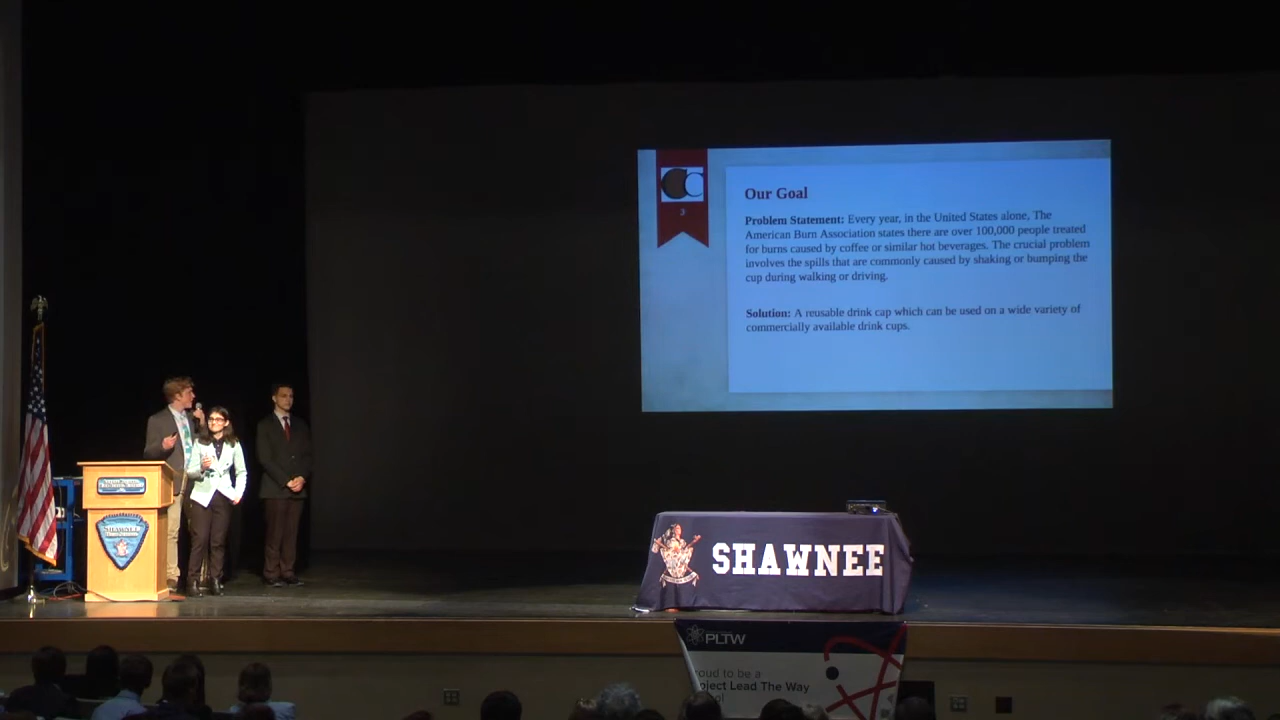 3
Our Goal
Problem Statement: Every year, in the United States alone, The
American Burn Association states there are over 100,000 people treated
for burns caused by coffee or similar hot beverages. The crucial problem
involves the spills that are commonly caused by shaking or bumping the
cup during walking or driving.
Solution: A reusable drink cap which can be used on a wide variety of
commercially available drink cups.
SHAWNEE
SHAWNEE
PLTW
oud to be a
oject Lead The Way